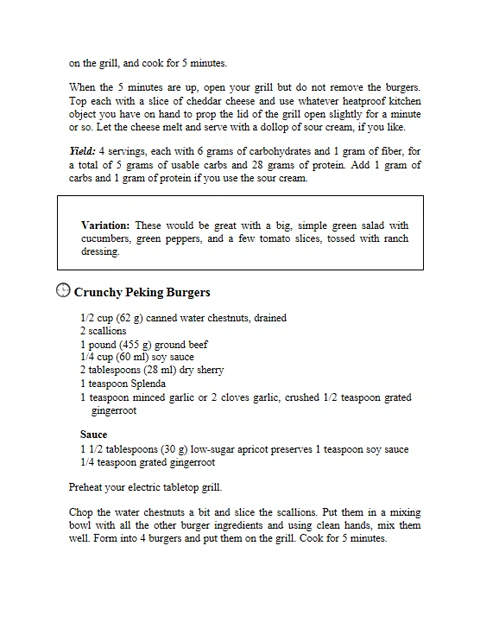 on the grill, and cook for 5 minutes.
When the 5 minutes are up, open your grill but do not remove the burgers.
Top each with a slice of cheddar cheese and use whatever heatproof kitchen
object you have on hand to prop the lid of the grill open slightly for a minute
or so. Let the cheese melt and serve with a dollop of sour cream, if you like.
Yield: 4 servings, each with 6 grams of carbohydrates and 1 gram of fiber, for
a total of 5 grams of usable carbs and 28 grams of protein. Add 1 gram of
carbs and 1 gram of protein if you use the sour cream.
Variation: These would be great with a big, simple green salad with
cucumbers, green peppers, and a few tomato slices, tossed with ranch
dressing.
Crunchy Peking Burgers
1/2 cup (62 g) canned water chestnuts, drained
2 scallions
1 pound (455 g) ground beef
1/4 cup (60 ml) soy sauce
2 tablespoons (28 ml) dry sherry
1 teaspoon Splenda
1 teaspoon minced garlic or 2 cloves garlic, crushed 1/2 teaspoon grated
gingerroot
Sauce
1 1/2 tablespoons (30 g) low-sugar apricot preserves 1 teaspoon soy sauce
1/4 teaspoon grated gingerroot
Preheat your electric tabletop grill.
Chop the water chestnuts a bit and slice the scallions. Put them in a mixing
bowl with all the other burger ingredients and using clean hands, mix them
well. Form into 4 burgers and put them on the grill. Cook for 5 minutes.